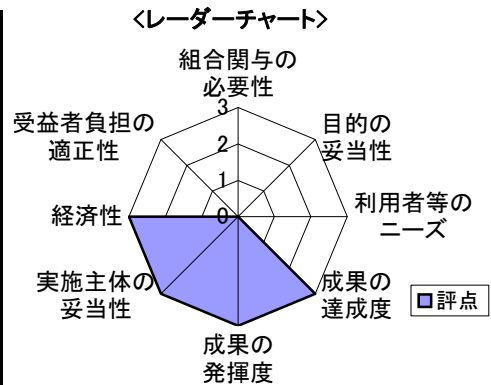 <レーダーチャート>
組合関与の
必要性
目的の
妥当性
利用者等の
ニーズ
成果の
達成度
成果の
発揮度
実施主体の
妥当性
経済性
受益者負担の
適正性
3
2
1
0
評点